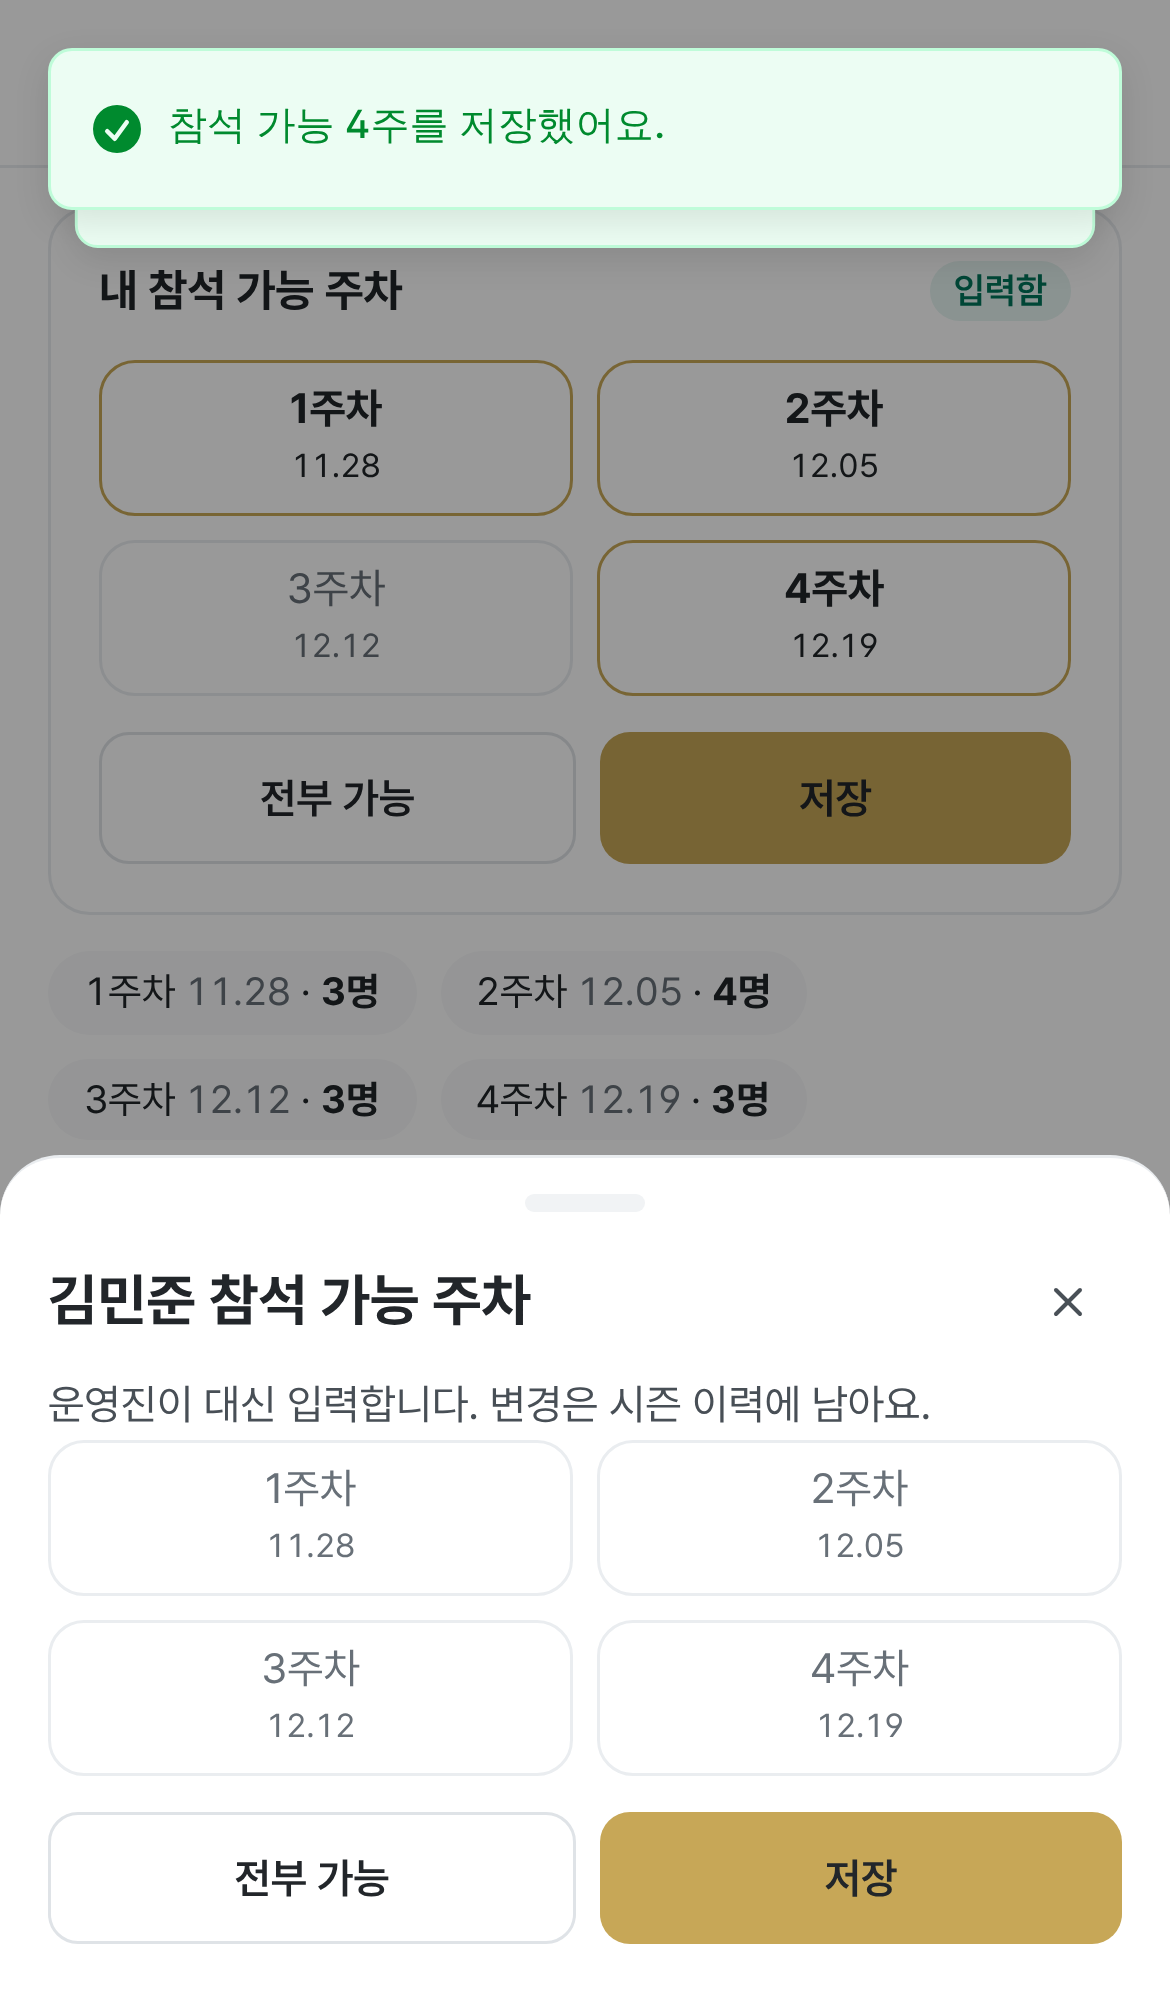 참석 가능 4주를 저장했어요.
내 참석 가능 주차
입력함
1주차
11.28
2주차
12.05
3주차
12.12
4주차
12.19
전부 가능
저장
1주차 11.28 · 3명
2주차 12.05 · 4명
3주차 12.12 · 3명
4주차 12.19 · 3명
김민준 참석 가능 주차
운영진이 대신 입력합니다. 변경은 시즌 이력에 남아요.
1주차
11.28
2주차
12.05
3주차
12.12
4주차
12.19
전부 가능
저장